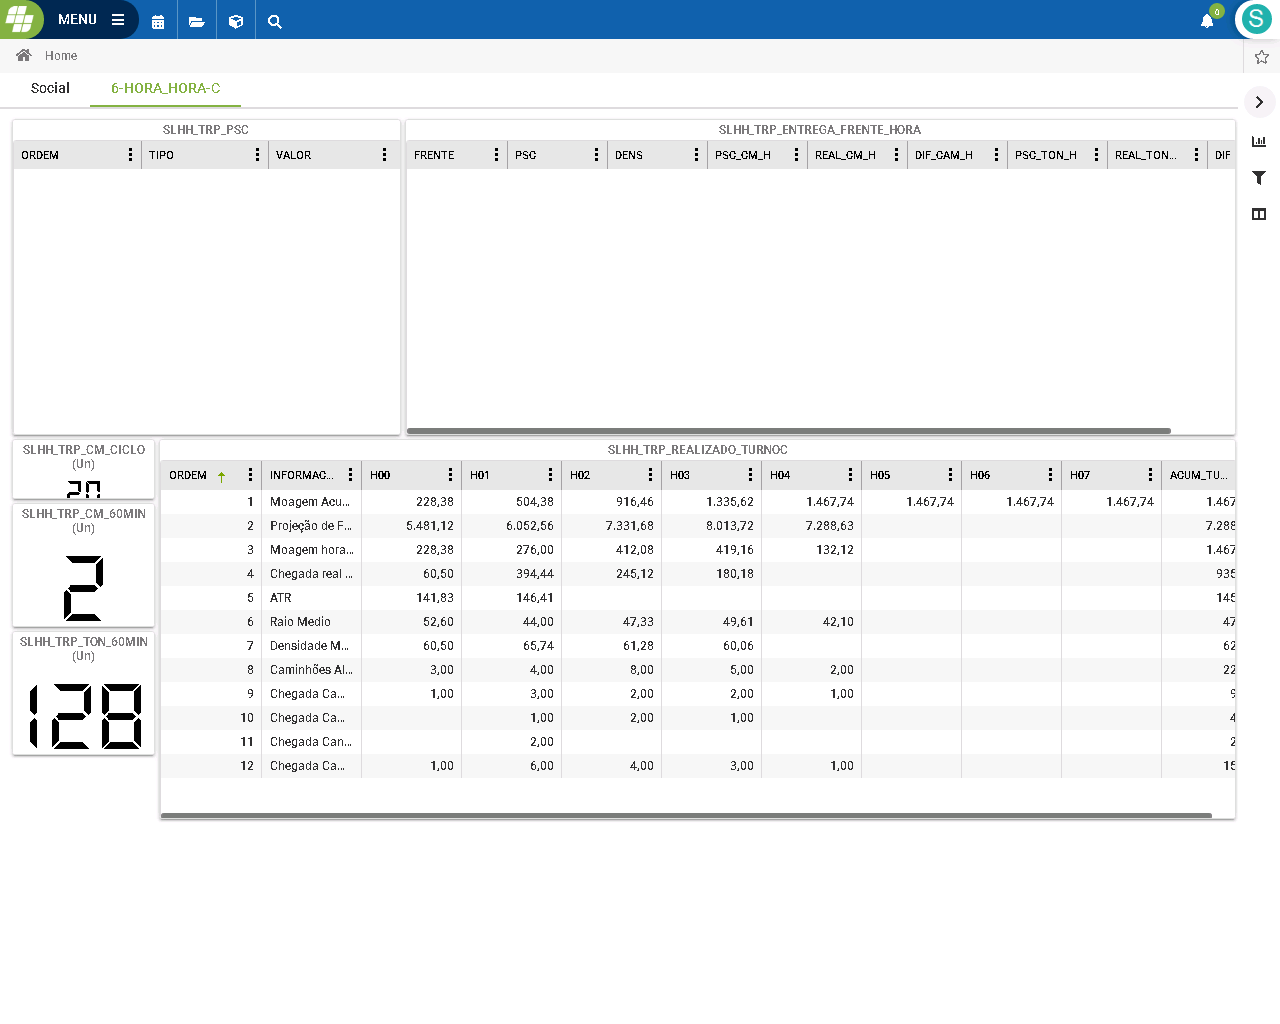 MENU
0
S
Home
Social 6-HORA_HORA-C
SLHH_TRP_PSC
ORDEM TIPO VALOR
SLHH_TRP_ENTREGA_FRENTE_HORA
FRENTE PSC DENS PSC_CM_H REAL_CM_H DIF_CAM_H PSC_TON_H REAL_TON... DIF
SLHH_TRP_CM_CICLO
(Un)
SLHH_TRP_CM_60MIN
(Un)
2
SLHH_TRP_TON_60MIN
(Un)
128
SLHH_TRP_REALIZADO_TURNOC
ORDEM INFORMAC... H00 H01 H02 H03 H04 H05 H06 H07 ACUM_TU...
1 Moagem Acu... 228,38 504,38 916,46 1.335,62 1.467,74 1.467,74 1.467,74 1.467,74 1.467
2 Projeção de F... 5.481,12 6.052,56 7.331,68 8.013,72 7.288,63 7.288
3 Moagem hora... 228,38 276,00 412,08 419,16 132,12 1.467
4 Chegada real ... 60,50 394,44 245,12 180,18 935
5 ATR 141,83 146,41 145
6 Raio Medio 52,60 44,00 47,33 49,61 42,10 47
7 Densidade M... 60,50 65,74 61,28 60,06 62
8 Caminhões Al... 3,00 4,00 8,00 5,00 2,00 22
9 Chegada Ca... 1,00 3,00 2,00 2,00 1,00 9
10 Chegada Ca... 1,00 2,00 1,00 4
11 Chegada Can... 2,00 2
12 Chegada Ca... 1,00 6,00 4,00 3,00 1,00 15